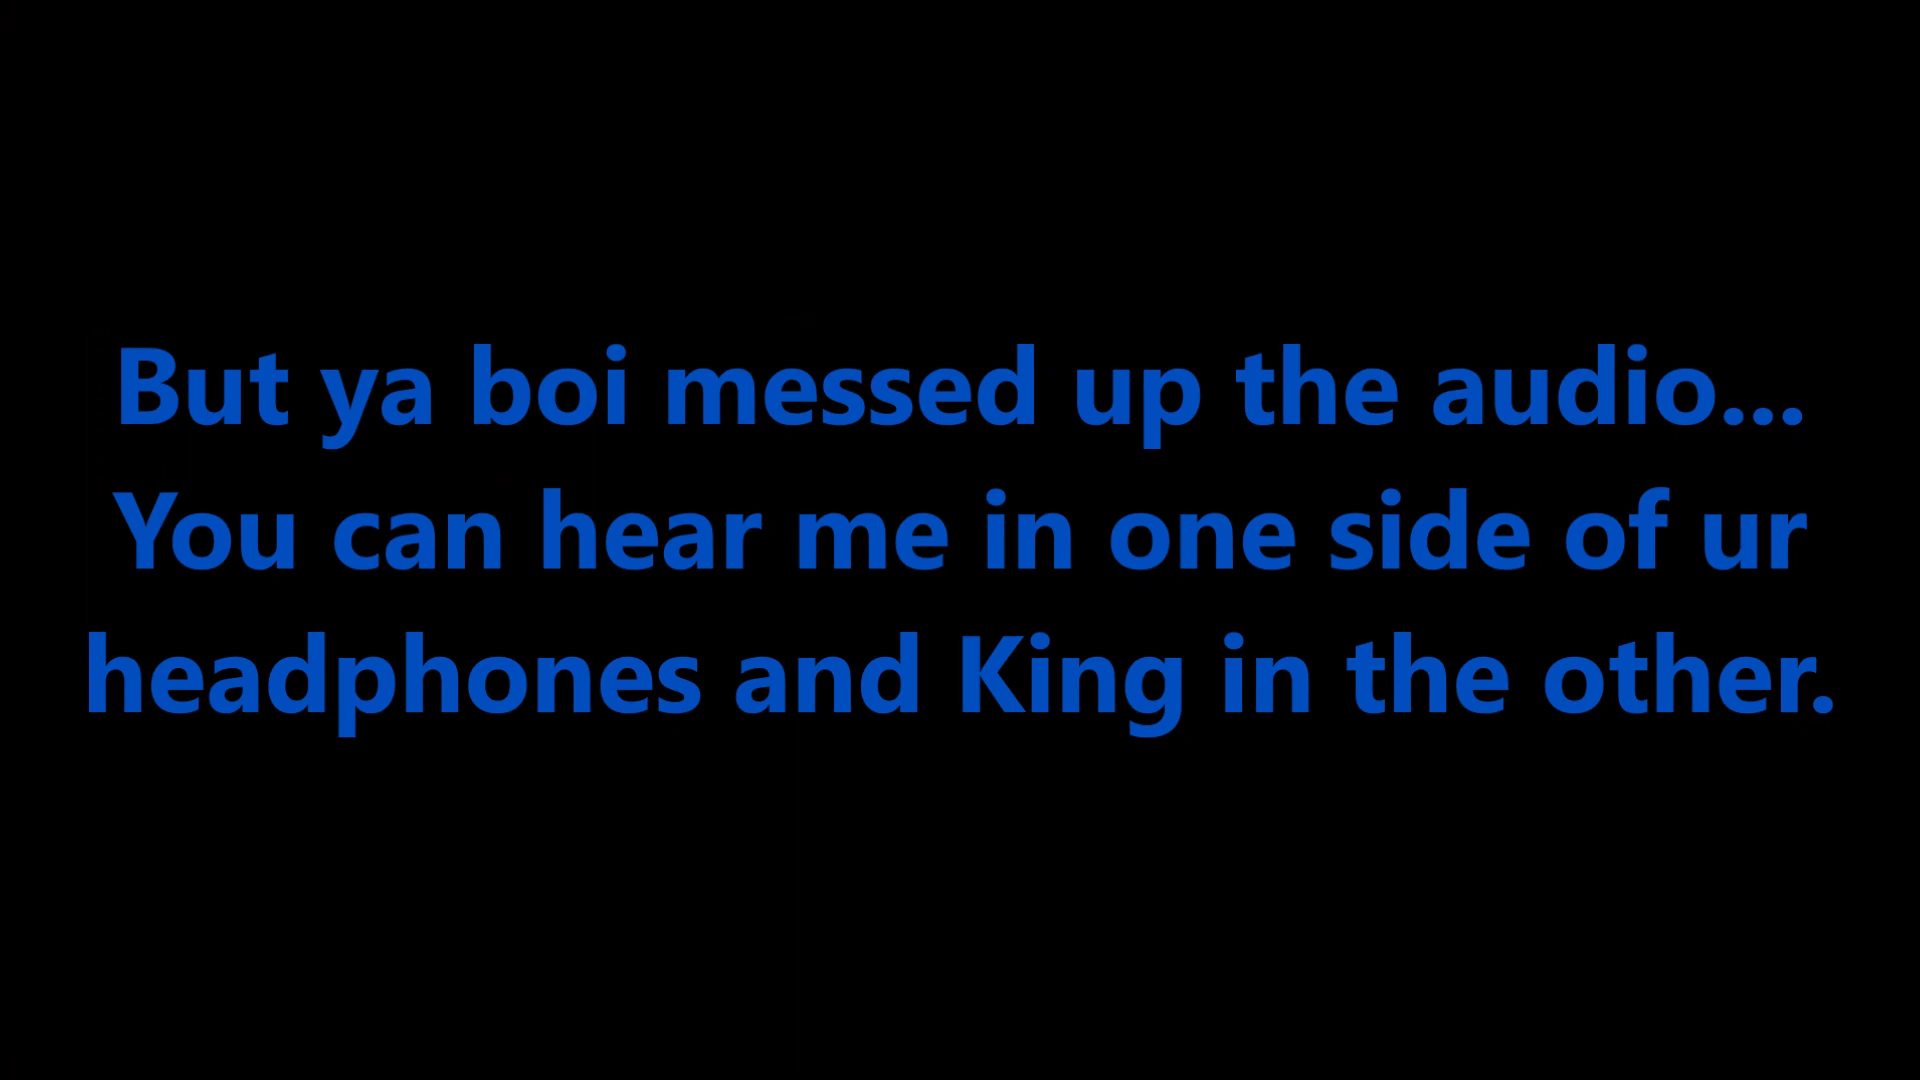 But ya boi messed up the audio...
You can hear me in one side of ur
headphones and King in the other.